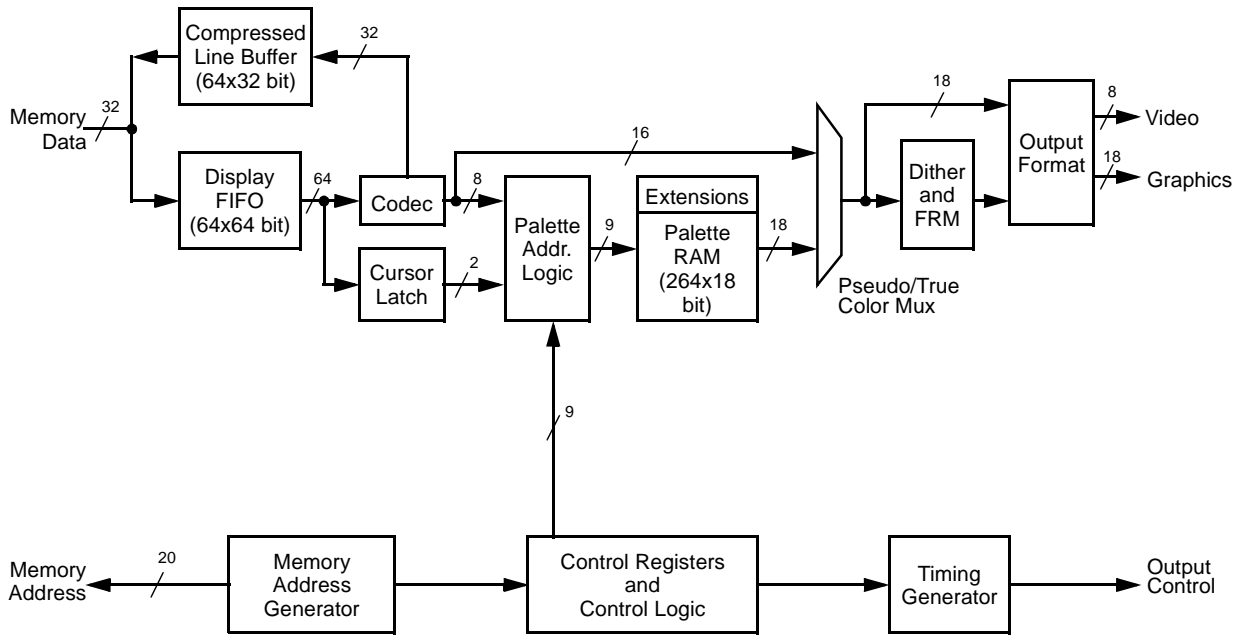 Compressed
Line Buffer
(64x32 bit)
32
Memory
Data
32
Display
FIFO
(64x64 bit)
64
Codec
8
16
Cursor
Latch
2
Palette
Addr.
Logic
9
Extensions
Palette
RAM
(264x18
bit)
18
Pseudo/True
Color Mux
18
Dither
and
FRM
Output
Format
8
Video
18
Graphics
9
Memory
Address
20
Memory
Address
Generator
Control Registers
and
Control Logic
Timing
Generator
Output
Control